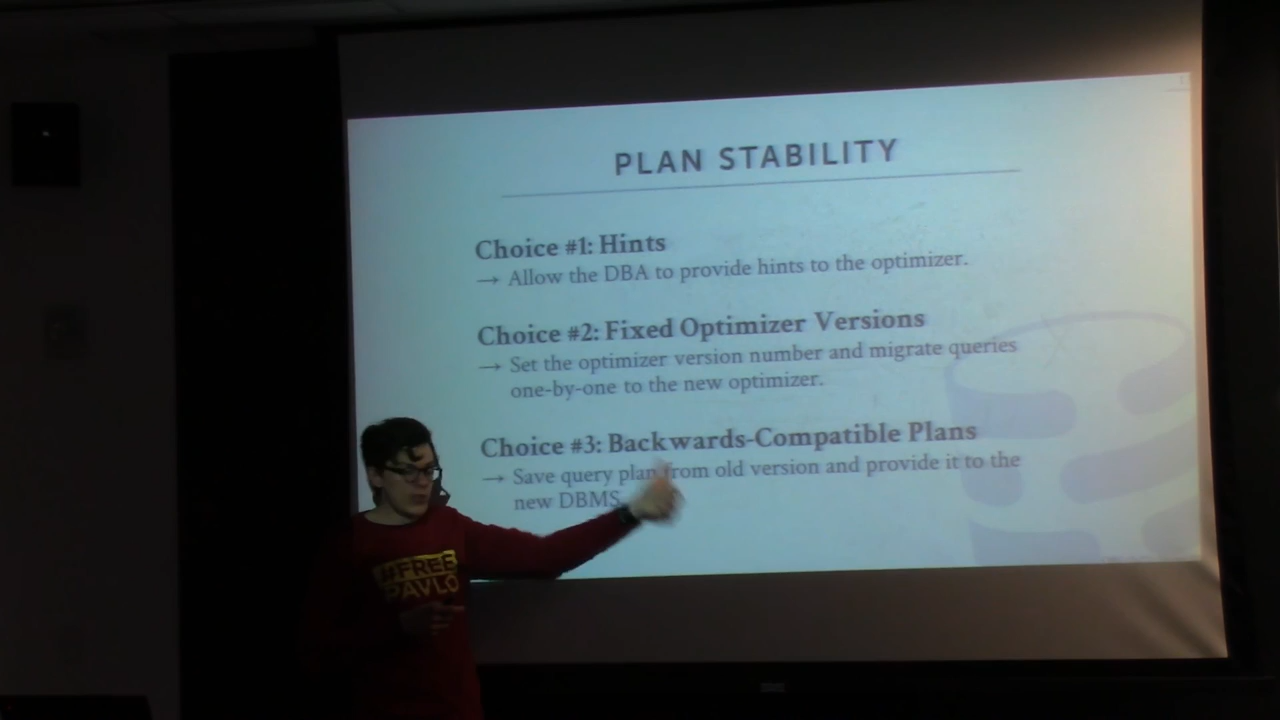 PLAN STABILITY
Choice #1: Hints
→ Allow the DBA to provide hints to the optimizer.
Choice #2: Fixed Optimizer Versions
→ Set the optimizer version number and migrate queries
one-by-one to the new optimizer.
Choice #3: Backwards-Compatible Plans
→ Save query plan from old version and provide it to the
new DBMS.
#FREE
PAVLO